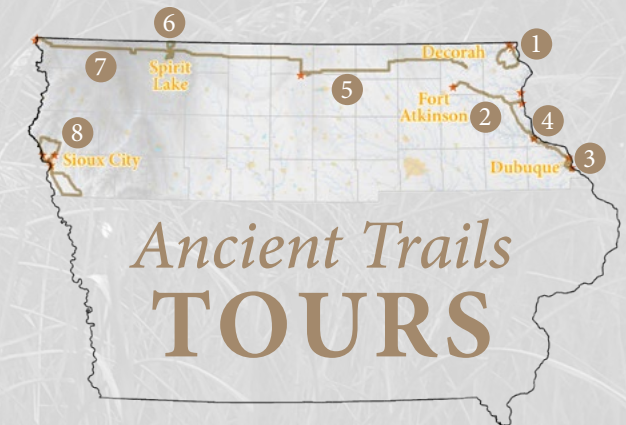 6
Decorah
1
7
Spirit
Lake
5
Fort
Atkinson
2
4
8
Sioux City
Dubuque
3
Ancient Trails
TOURS